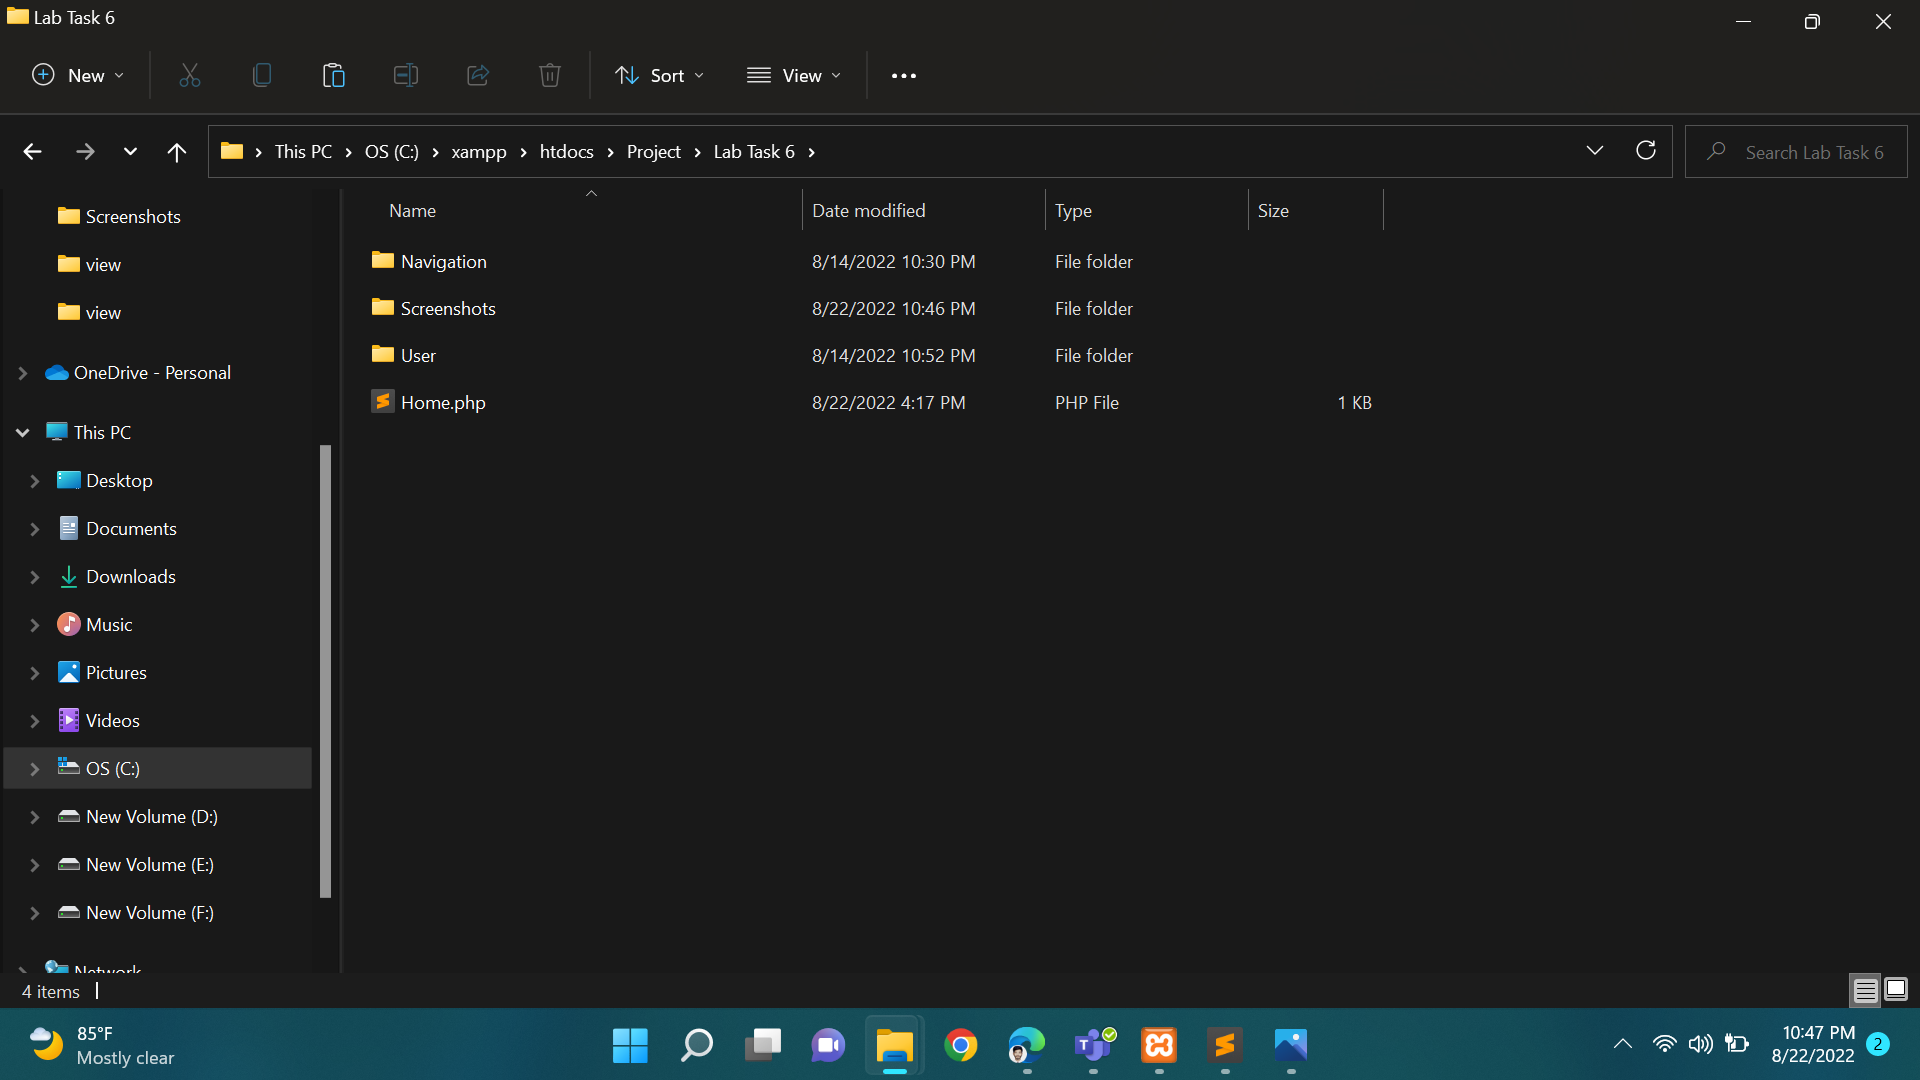 Lab Task 6
New Sort View
This PC OS (C:) xampp htdocs Project Lab Task 6 Search Lab Task 6
Name Date modified Type Size
Navigation 8/14/2022 10:30 PM File folder
Screenshots 8/22/2022 10:46 PM File folder
User 8/14/2022 10:52 PM File folder
Home.php 8/22/2022 4:17 PM PHP File 1 KB
Screenshots
view
view
OneDrive - Personal
This PC
Desktop
Documents
Downloads
Music
Pictures
Videos
OS (C:)
New Volume (D:)
New Volume (E:)
New Volume (F:)
Network
4 items
85°F
Mostly clear
10:47 PM
8/22/2022
2